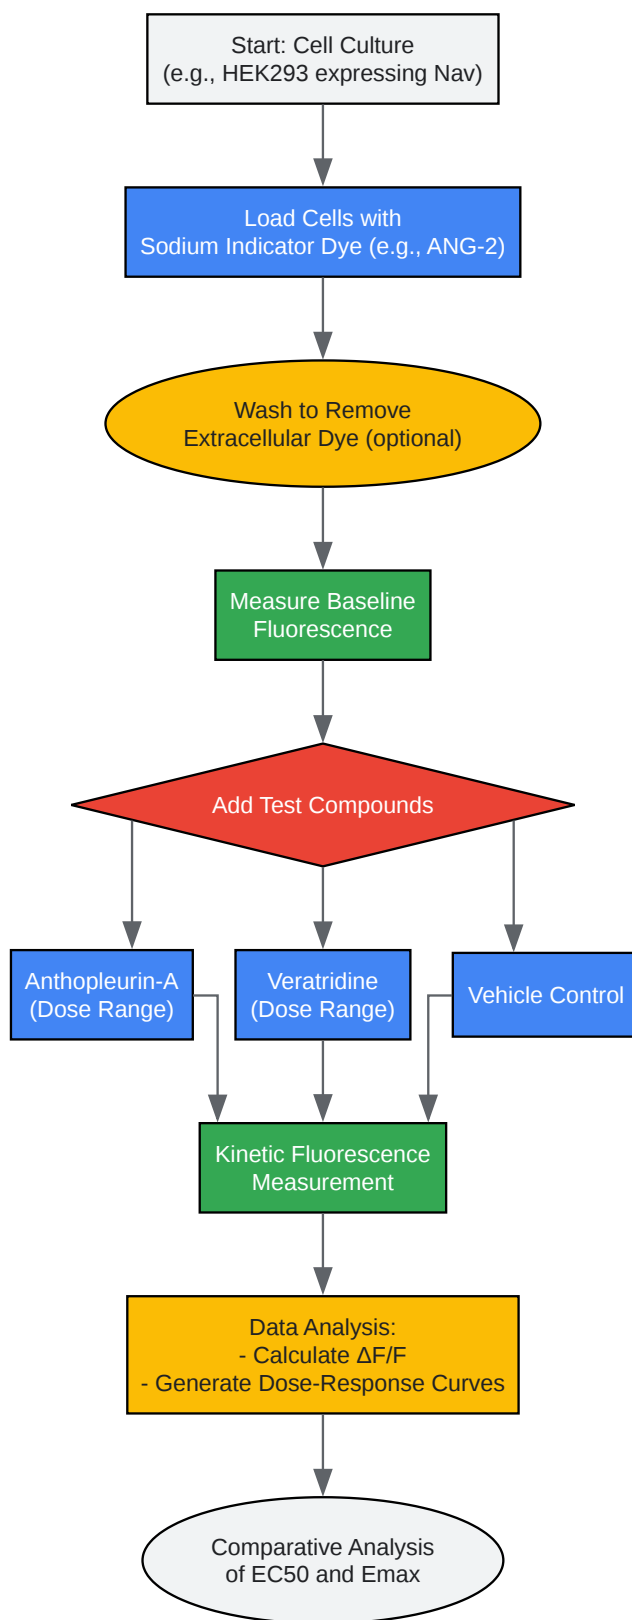 Start: Cell Culture
(e.g., HEK293 expressing Nav)
Load Cells with
Sodium Indicator Dye (e.g., ANG-2)
Wash to Remove
Extracellular Dye (optional)
Measure Baseline
Fluorescence
Add Test Compounds
Anthopleurin-A
(Dose Range)
Veratridine
(Dose Range)
Vehicle Control
Kinetic Fluorescence
Measurement
Data Analysis:
- Calculate ΔF/F
- Generate Dose-Response Curves
Comparative Analysis
of EC50 and Emax